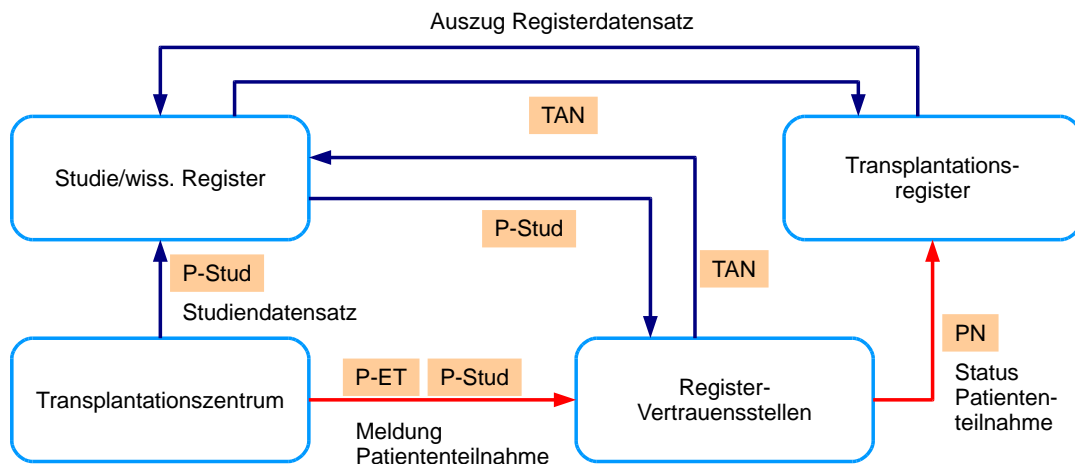 Auszug Registerdatensatz
TAN
Studie/wiss. Register
Transplantations-
register
P-Stud
P-Stud
TAN
Studiendatensatz
PN
P-ET P-Stud
Transplantationszentrum
Register-
Vertrauensstellen
Status
Patienten-
teilnahme
Meldung
Patiententeilnahme